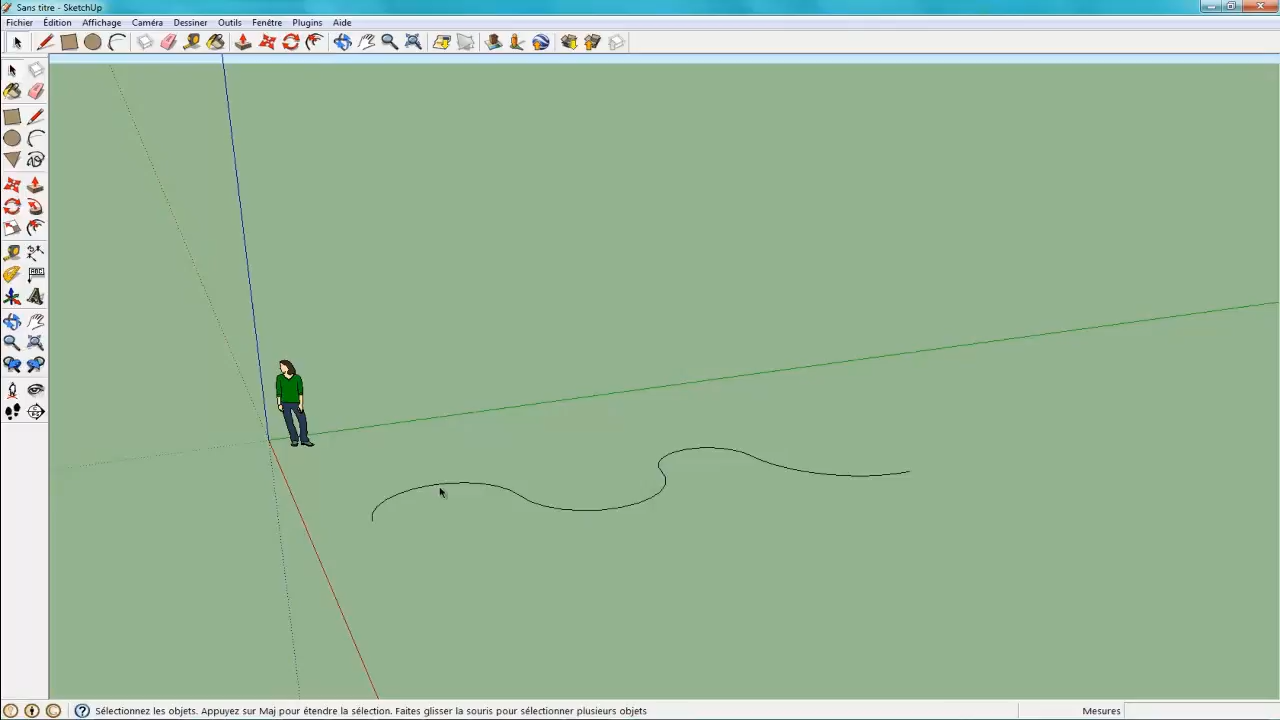 Sans titre - SketchUp
Fichier Édition Affichage Caméra Dessiner Outils Fenêtre Plugins Aide
Sélectionnez les objets. Appuyez sur Maj pour étendre la sélection. Faites glisser la souris pour sélectionner plusieurs objets
Mesures